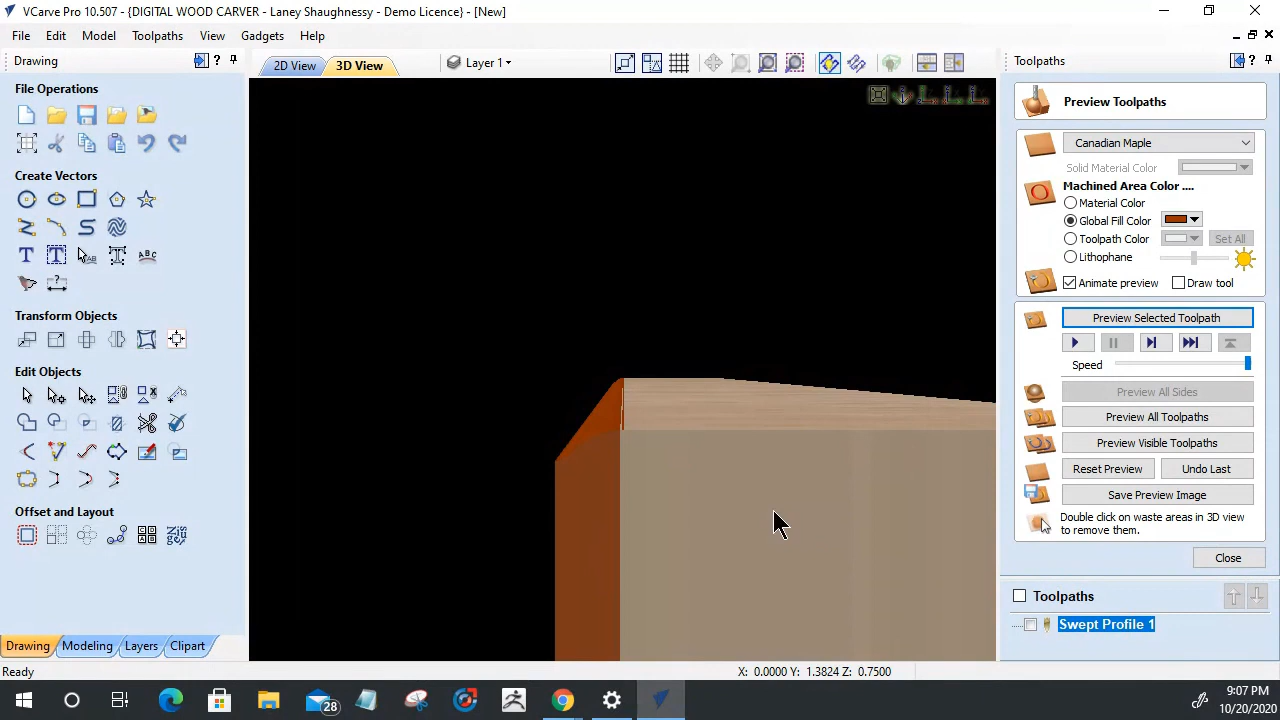 VCarve Pro 10.507 - {DIGITAL WOOD CARVER - Laney Shaughnessy - Demo Licence} - [New]
File Edit Model Toolpaths View Gadgets Help
Drawing
2D View 3D View Layer 1
Toolpaths
File Operations
Create Vectors
Transform Objects
Edit Objects
Offset and Layout
Drawing Modeling Layers Clipart
Preview Toolpaths
Canadian Maple
Solid Material Color
Machined Area Color ....
Material Color
Global Fill Color
Toolpath Color Set All
Lithophane
Animate preview Draw tool
Preview Selected Toolpath
Speed
Preview All Sides
Preview All Toolpaths
Preview Visible Toolpaths
Reset Preview Undo Last
Save Preview Image
Double click on waste areas in 3D view
to remove them.
Close
Toolpaths
Swept Profile 1
Ready X: 0.0000 Y: 1.3824 Z: 0.7500
28
9:07 PM
10/20/2020